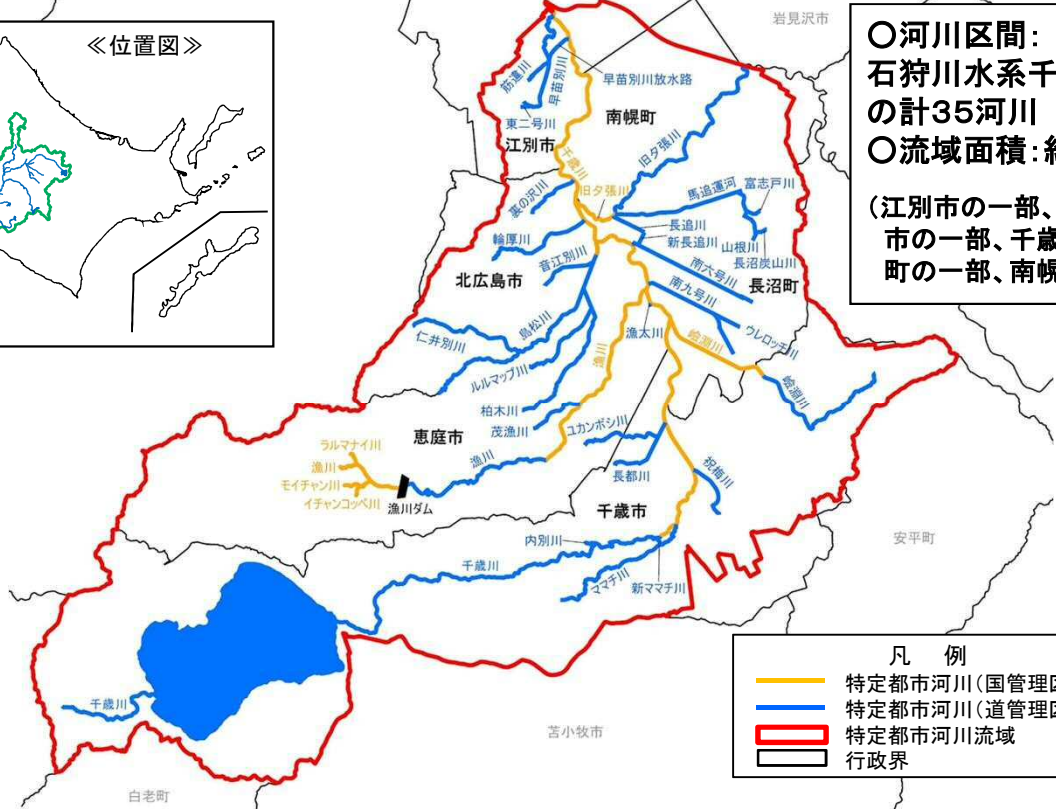 ≪位置図≫
岩見沢市
○河川区間:
石狩川水系千
の計35河川
○流域面積:
(江別市の一部、
市の一部、千歳
町の一部、南幌
筋違川
早苗別川
早苗別川放水路
東二号川
南幌町
江別市
千歳川
旧夕張川
旧夕張川
馬追運河
富志戸川
裏の沢川
輪厚川
長追川
新長追川
山根川
長沼炭山川
音江別川
南六号川
南九号川
北広島市
長沼町
島松川
仁井別川
漁太川
嶮淵川
ウレロッチ川
嶮淵川
ルルマップ川
漁川
柏木川
茂漁川
ユカンボシ川
恵庭市
ラルマナイ川
漁川
モイチャン川
イチャンコッペ川
漁川ダム
漁川
長都川
祝梅川
千歳市
内別川
千歳川
ママチ川
新ママチ川
安平町
千歳川
苫小牧市
白老町
凡 例
特定都市河川(国管理区
特定都市河川(道管理区
特定都市河川流域
行政界